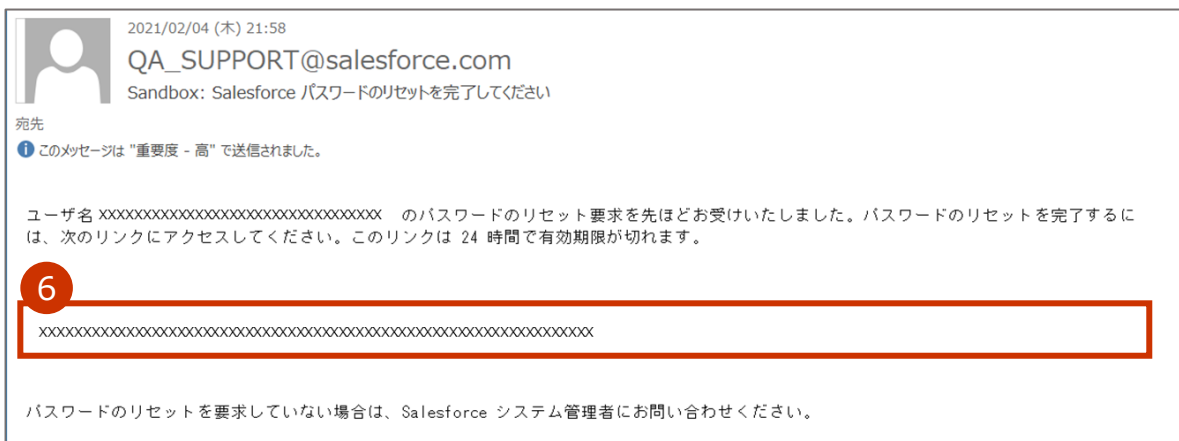 2021/02/04 (木) 21:58
QA_SUPPORT@salesforce.com
Sandbox: Salesforce パスワードのリセットを完了してください
宛先
このメッセージは "重要度 - 高" で送信されました。
ユーザ名 XXXXXXXXXXXXXXXXXXXXXXXXXXXXXXXX のパスワードのリセット要求を先ほどお受けいたしました。パスワードのリセットを完了するに
は、次のリンクにアクセスしてください。このリンクは 24 時間で有効期限が切れます。
6
XXXXXXXXXXXXXXXXXXXXXXXXXXXXXXXXXXXXXXXXXXXXXXXXXXXXXXXXXXXXXXX
パスワードのリセットを要求していない場合は、Salesforce システム管理者にお問い合わせください。